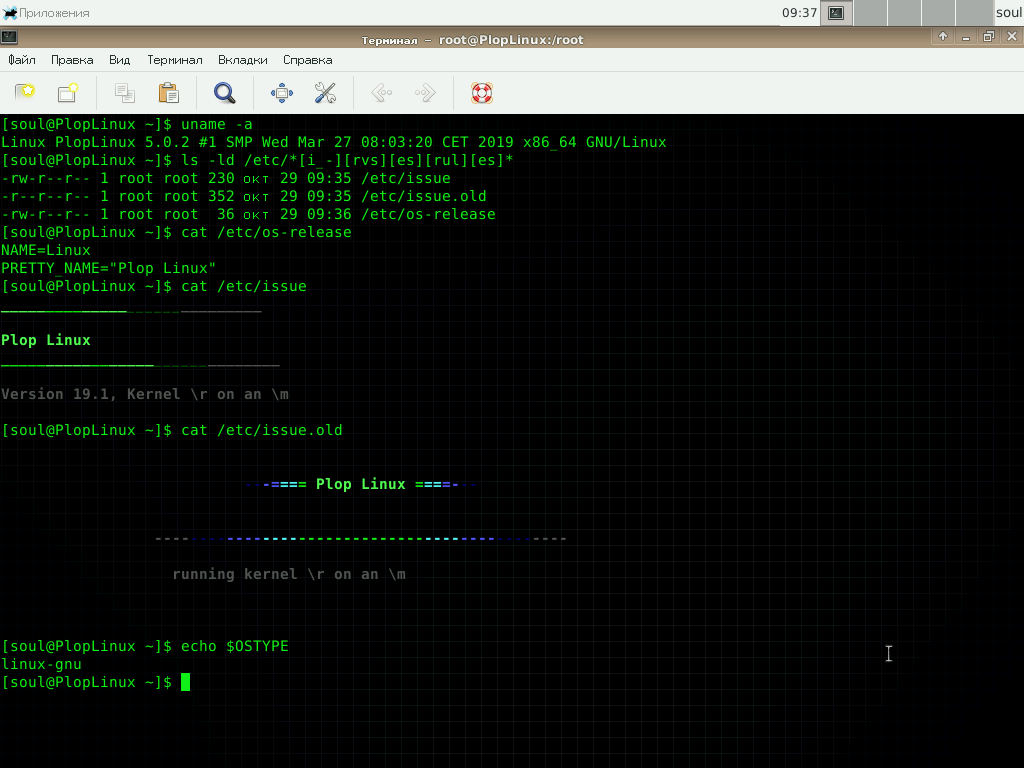 Приложения
09:37
soul
Терминал – root@PlopLinux:/root
Файл Правка Вид Терминал Вкладки Справка
[soul@PlopLinux ~]$ uname -a
Linux PlopLinux 5.0.2 #1 SMP Wed Mar 27 08:03:20 CET 2019 x86_64 GNU/Linux
[soul@PlopLinux ~]$ ls -ld /etc/*[i_-][rvs][es][rul][es]*
-rw-r--r-- 1 root root 230 окт 29 09:35 /etc/issue
-r--r--r-- 1 root root 352 окт 29 09:35 /etc/issue.old
-rw-r--r-- 1 root root  36 окт 29 09:36 /etc/os-release
[soul@PlopLinux ~]$ cat /etc/os-release
NAME=Linux
PRETTY_NAME="Plop Linux"
[soul@PlopLinux ~]$ cat /etc/issue
Plop Linux
Version 19.1, Kernel \r on an \m
[soul@PlopLinux ~]$ cat /etc/issue.old
--==== Plop Linux ====--
running kernel \r on an \m
[soul@PlopLinux ~]$ echo $OSTYPE
linux-gnu
[soul@PlopLinux ~]$